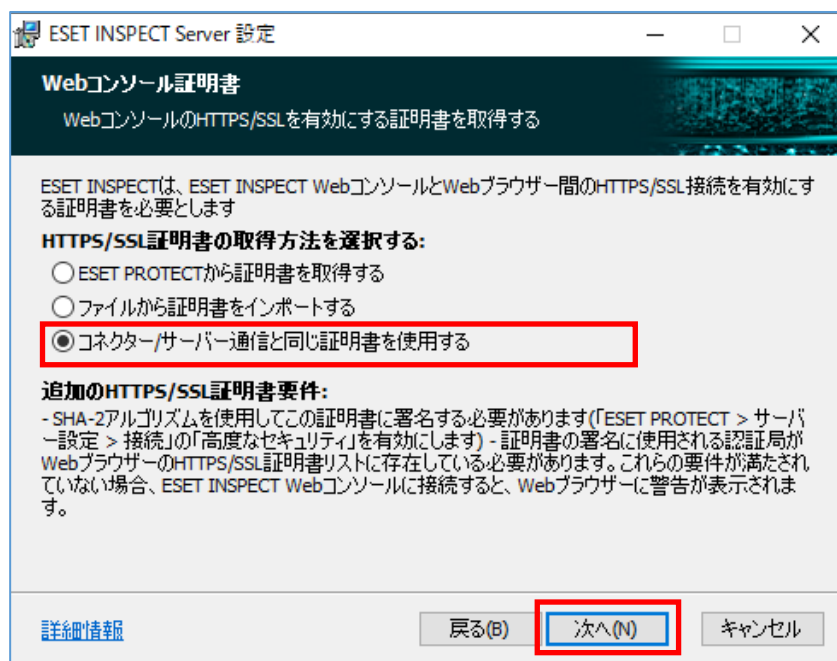 ESET INSPECT Server 設定
Webコンソール証明書
WebコンソールのHTTPS/SSLを有効にする証明書を取得する
ESET INSPECTは、ESET INSPECT WebコンソールとWebブラウザー間のHTTPS/SSL接続を有効にす
る証明書を必要とします
HTTPS/SSL証明書の取得方法を選択する:
ESET PROTECTから証明書を取得する
ファイルから証明書をインポートする
コネクター/サーバー通信と同じ証明書を使用する
追加のHTTPS/SSL証明書要件:
- SHA-2アルゴリズムを使用してこの証明書に署名する必要があります(「ESET PROTECT > サーバ
ー設定 > 接続」の「高度なセキュリティ」を有効にします) - 証明書の署名に使用される認証局が
WebブラウザーのHTTPS/SSL証明書リストに存在している必要があります。これらの要件が満たされ
ていない場合、ESET INSPECT Webコンソールに接続すると、Webブラウザーに警告が表示されま
す。
詳細情報
戻る(B)
次へ(N)
キャンセル